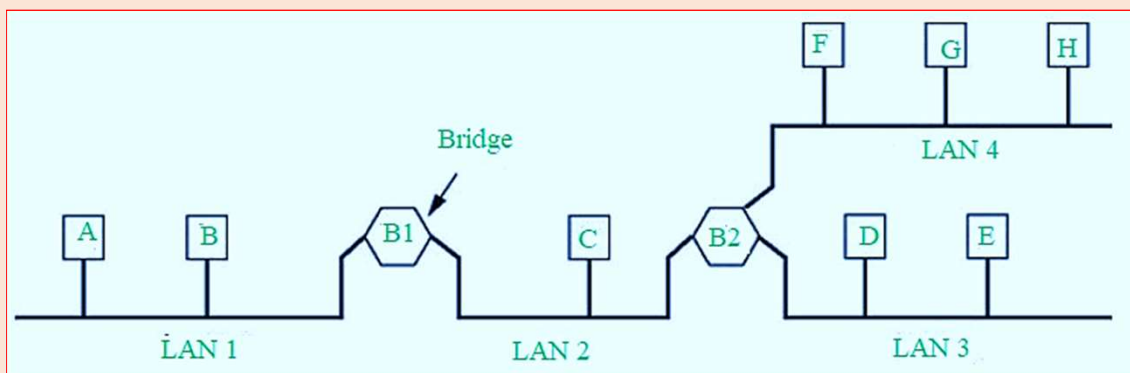 F G H
LAN 4
Bridge
A B B1 C B2 D E
LAN 1 LAN 2 LAN 3